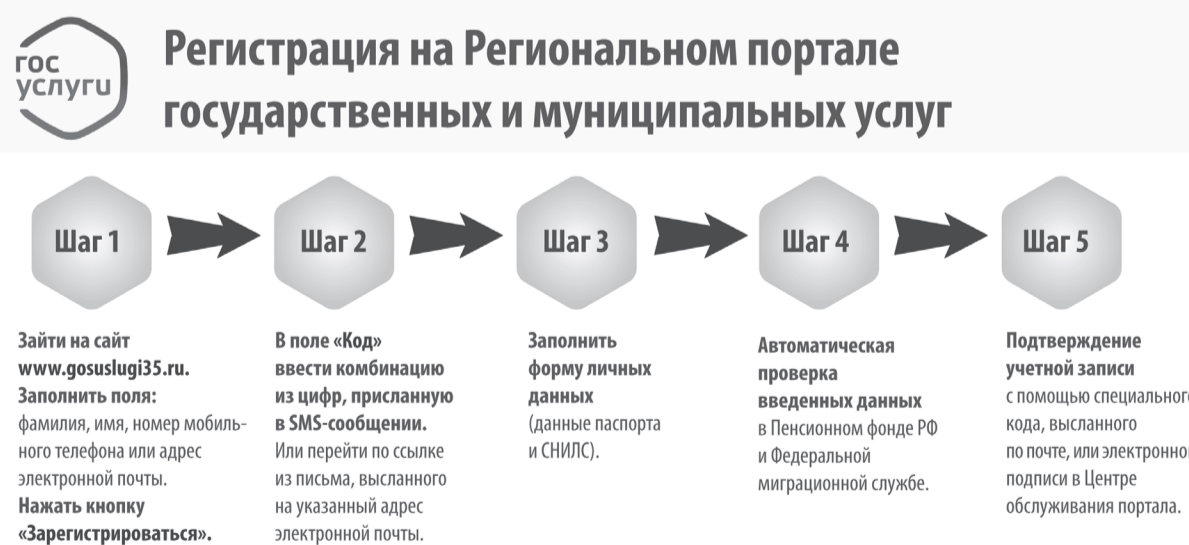 гос
услуги
Регистрация на Региональном портале
государственных и муниципальных услуг
Шаг 1
Шаг 2
Шаг 3
Шаг 4
Шаг 5
Зайти на сайт
www.gosuslugi35.ru.
Заполнить поля:
фамилия, имя, номер мобиль-
ного телефона или адрес
электронной почты.
Нажать кнопку
«Зарегистрироваться».
В поле «Код»
ввести комбинацию
из цифр, присланную
в SMS-сообщении.
Или перейти по ссылке
из письма, высланного
на указанный адрес
электронной почты.
Заполнить
форму личных
данных
(данные паспорта
и СНИЛС).
Автоматическая
проверка
введенных данных
в Пенсионном фонде РФ
и Федеральной
миграционной службе.
Подтверждение
учетной записи
с помощью специальног
кода, высланного
по почте, или электронно
подписи в Центре
обслуживания портала.